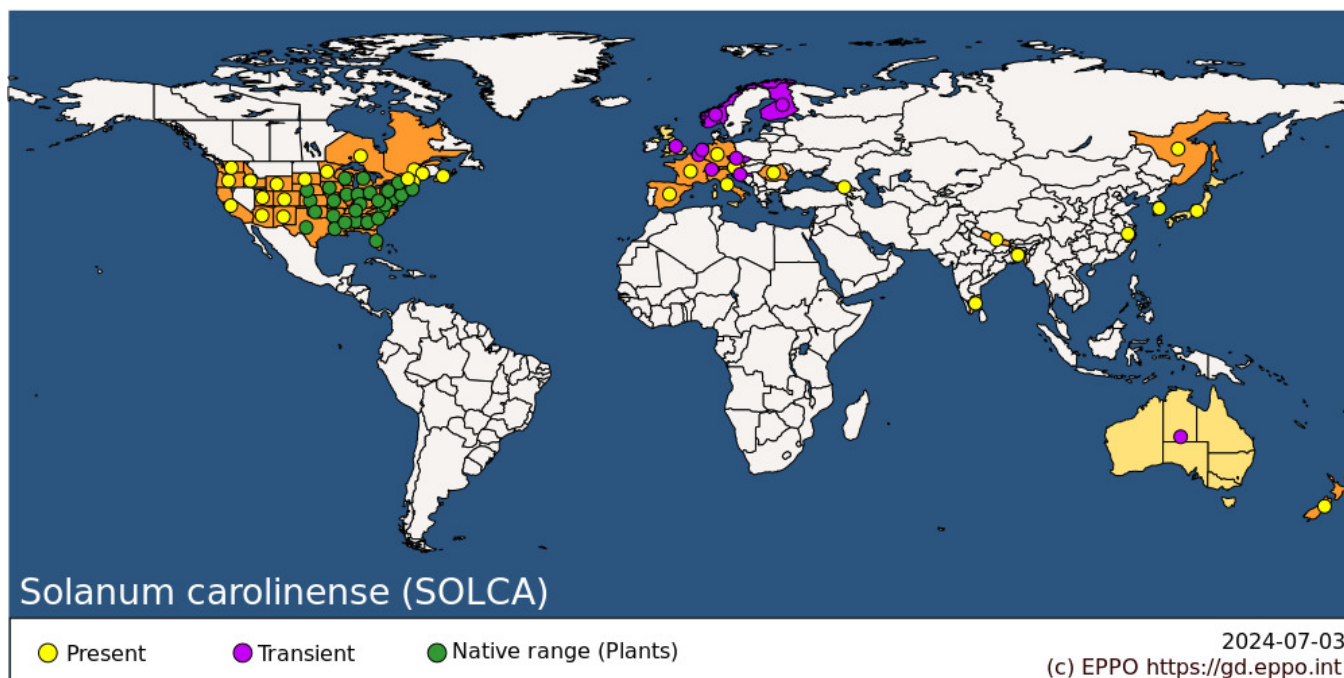 Solanum carolinense (SOLCA)
Present
Transient
Native range (Plants)
2024-07-03
(c) EPPO https://gd.eppo.int